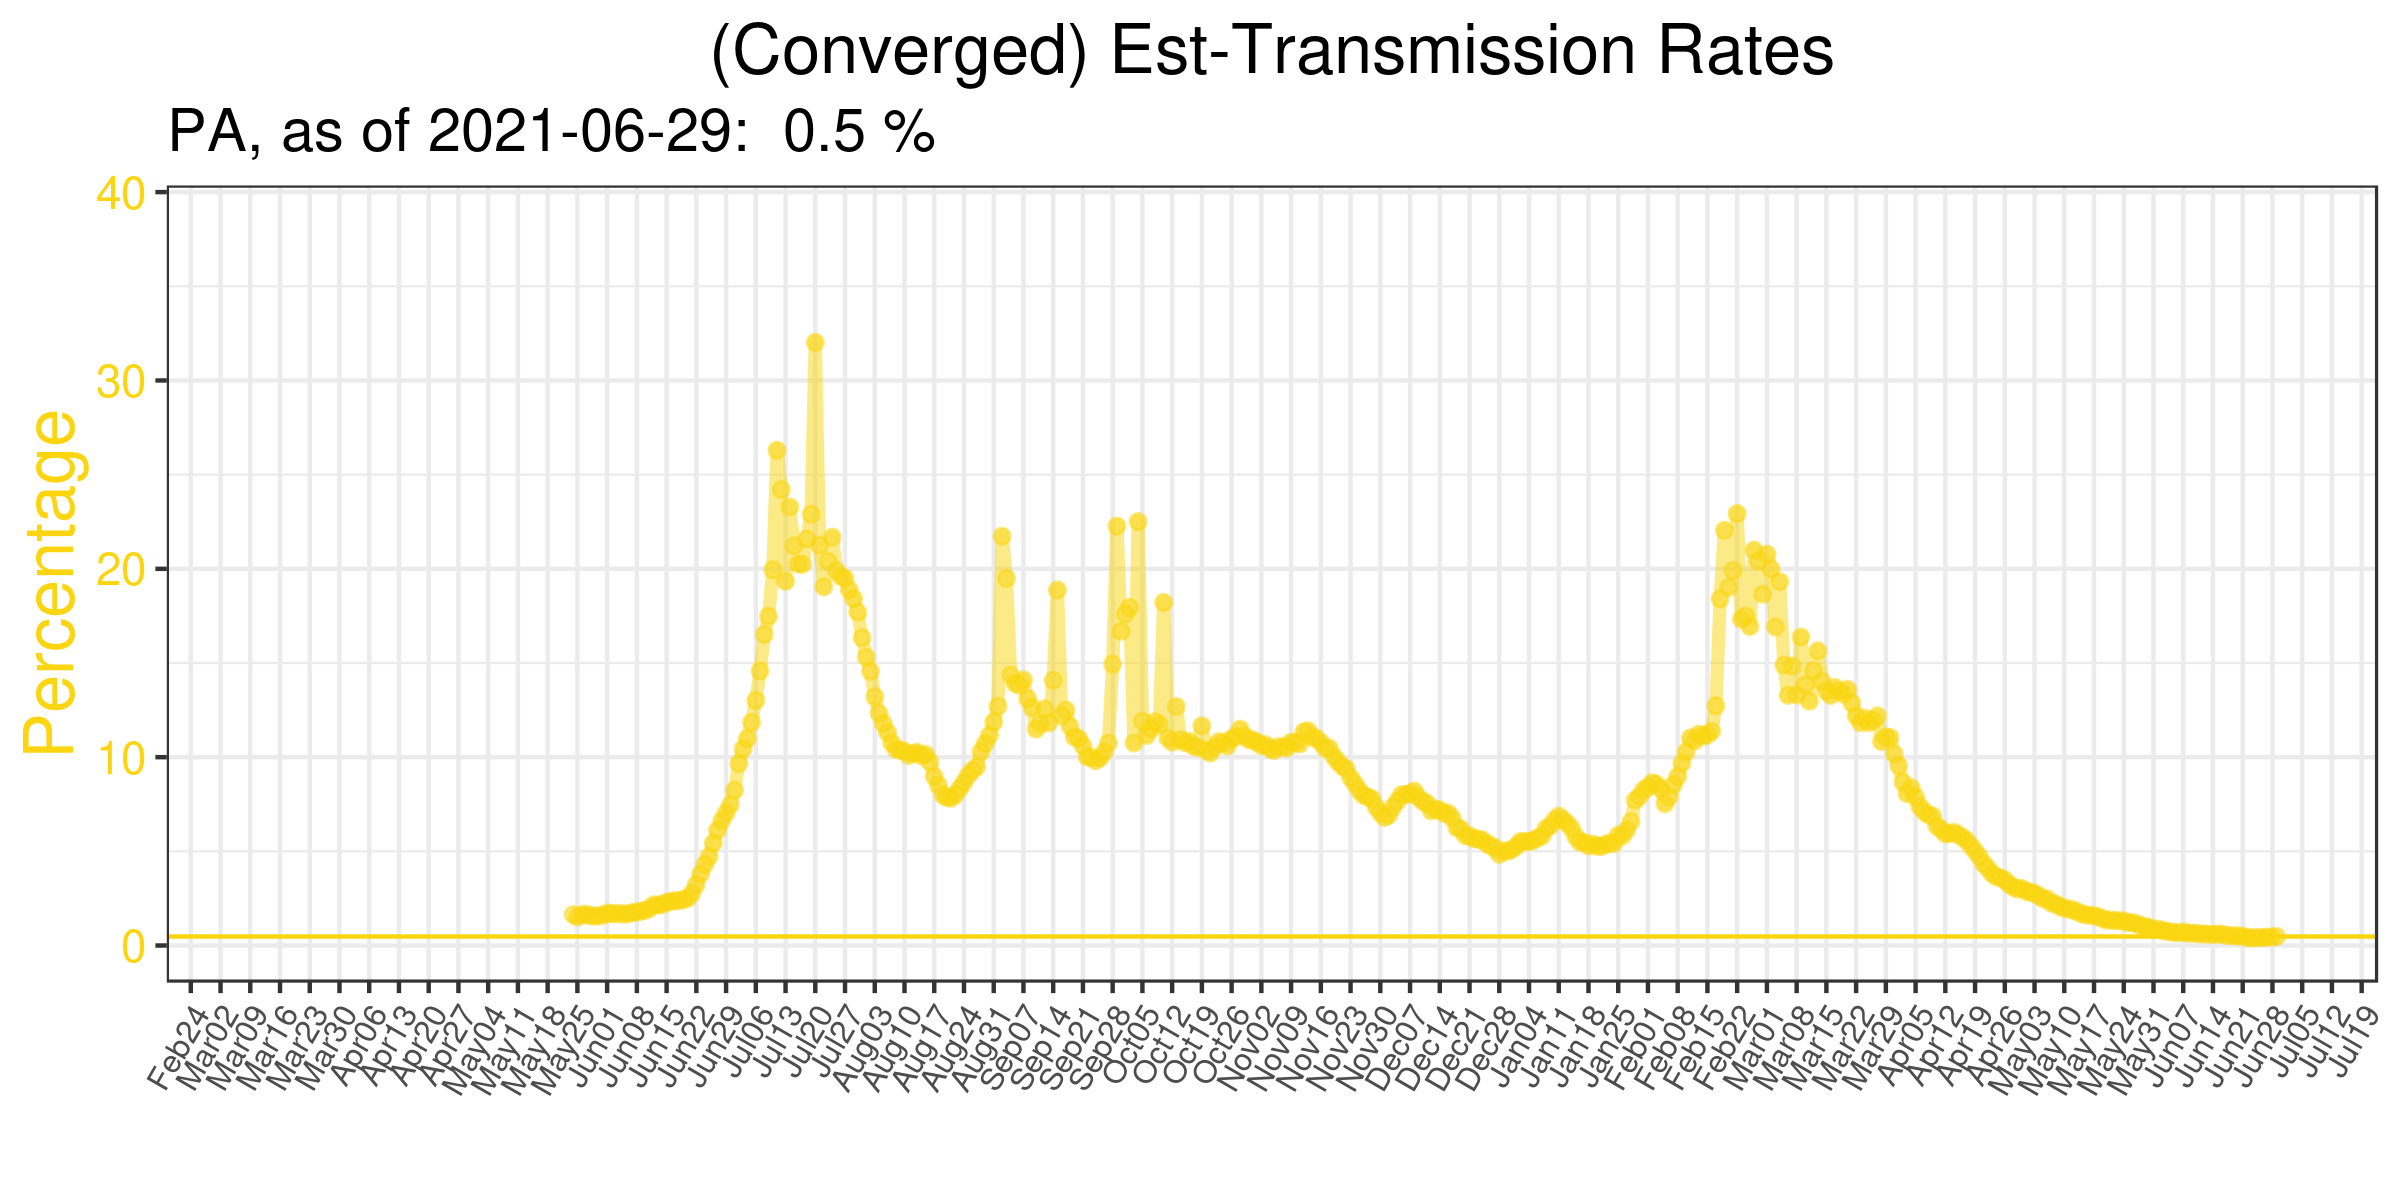 (Converged) Est-Transmission Rates
PA, as of 2021-06-29: 0.5 %
Percentage
40
30
20
10
0
Feb24
Mar02
Mar09
Mar16
Mar23
Mar30
Apr06
Apr13
Apr20
Apr27
May04
May11
May18
May25
Jun01
Jun08
Jun15
Jun22
Jun29
Jul06
Jul13
Jul20
Jul27
Aug03
Aug10
Aug17
Aug24
Aug31
Sep07
Sep14
Sep21
Sep28
Oct05
Oct12
Oct19
Oct26
Nov02
Nov09
Nov16
Nov23
Nov30
Dec07
Dec14
Dec21
Dec28
Jan04
Jan11
Jan18
Jan25
Feb01
Feb08
Feb15
Feb22
Mar01
Mar08
Mar15
Mar22
Mar29
Apr05
Apr12
Apr19
Apr26
May03
May10
May17
May24
May31
Jun07
Jun14
Jun21
Jun28
Jul05
Jul12
Jul19